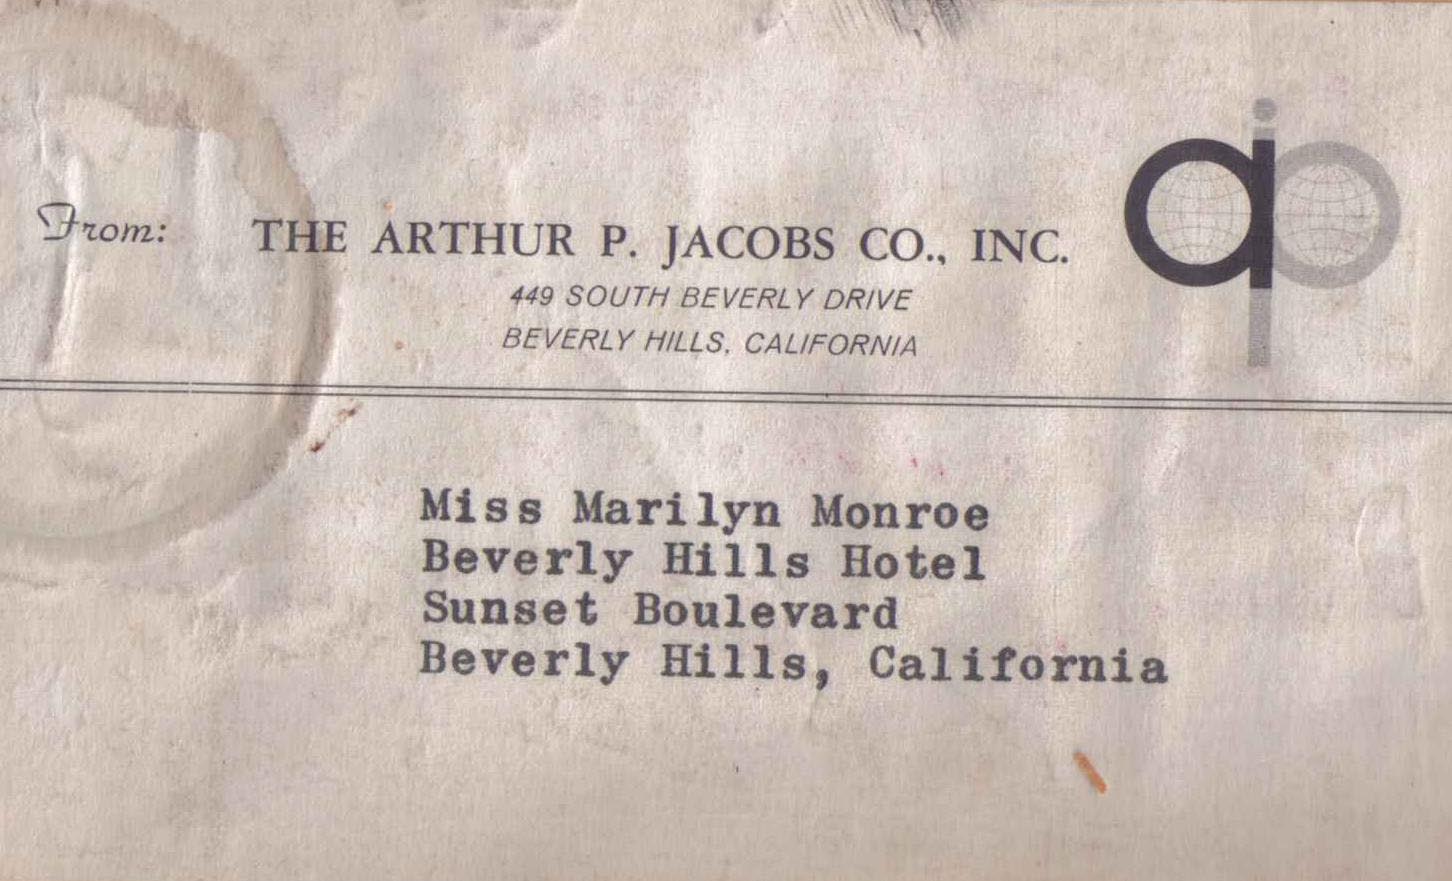 From: THE ARTHUR P. JACOBS CO., INC.
449 SOUTH BEVERLY DRIVE
BEVERLY HILLS, CALIFORNIA
ajp
Miss Marilyn Monroe
Beverly Hills Hotel
Sunset Boulevard
Beverly Hills, California